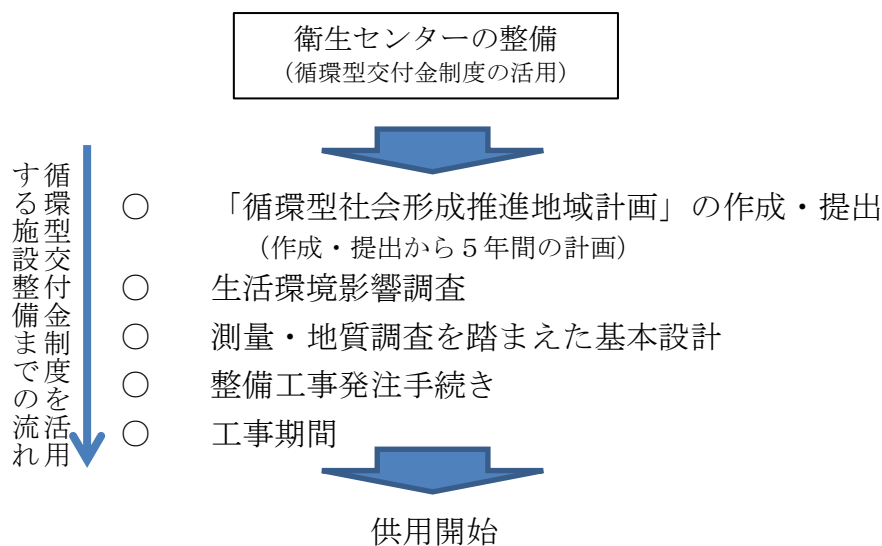 衛生センターの整備
（循環型交付金制度の活用）
循環型交付金制度を活用
する施設整備までの流れ
○　「循環型社会形成推進地域計画」の作成・提出
（作成・提出から５年間の計画）
○　生活環境影響調査
○　測量・地質調査を踏まえた基本設計
○　整備工事発注手続き
○　工事期間
供用開始